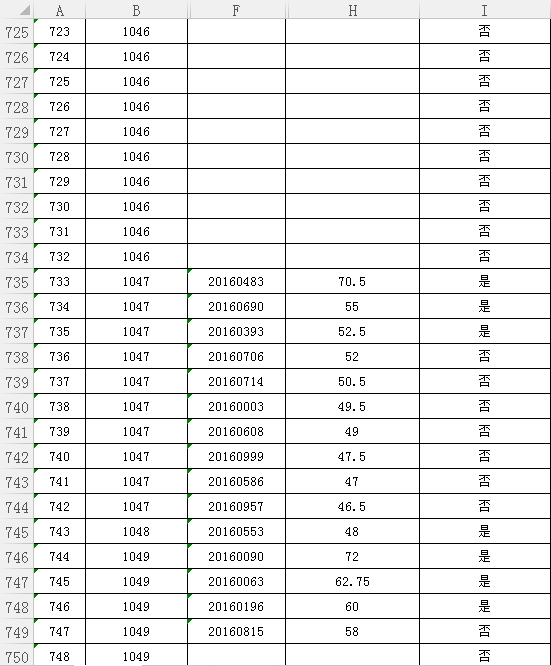 A B F H I
725 723 1046 否
726 724 1046 否
727 725 1046 否
728 726 1046 否
729 727 1046 否
730 728 1046 否
731 729 1046 否
732 730 1046 否
733 731 1046 否
734 732 1046 否
735 733 1047 20160483 70.5 是
736 734 1047 20160690 55 是
737 735 1047 20160393 52.5 是
738 736 1047 20160706 52 否
739 737 1047 20160714 50.5 否
740 738 1047 20160003 49.5 否
741 739 1047 20160608 49 否
742 740 1047 20160999 47.5 否
743 741 1047 20160586 47 否
744 742 1047 20160957 46.5 否
745 743 1048 20160553 48 是
746 744 1049 20160090 72 是
747 745 1049 20160063 62.75 是
748 746 1049 20160196 60 是
749 747 1049 20160815 58 否
750 748 1049 否